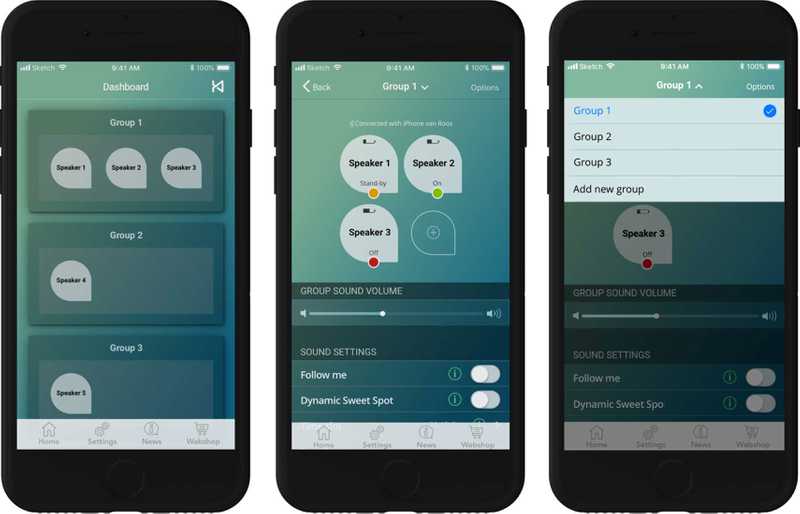 Sketch 9:41 AM 100%
Dashboard
Group 1
Speaker 1 Speaker 2 Speaker 3
Group 2
Speaker 4
Group 3
Speaker 5
Home Settings News Webshop
Sketch 9:41 AM 100%
Back Group 1 Options
Connected with iPhone van Roos
Speaker 1 Speaker 2
Stand-by On
Speaker 3
Off
GROUP SOUND VOLUME
SOUND SETTINGS
Follow me
Dynamic Sweet Spot
Home Settings News Webshop
Sketch 9:41 AM 100%
Group 1 Options
Group 1
Group 2
Group 3
Add new group
Speaker 3
Off
GROUP SOUND VOLUME
SOUND SETTINGS
Follow me
Dynamic Sweet Spo
Home Settings News Webshop